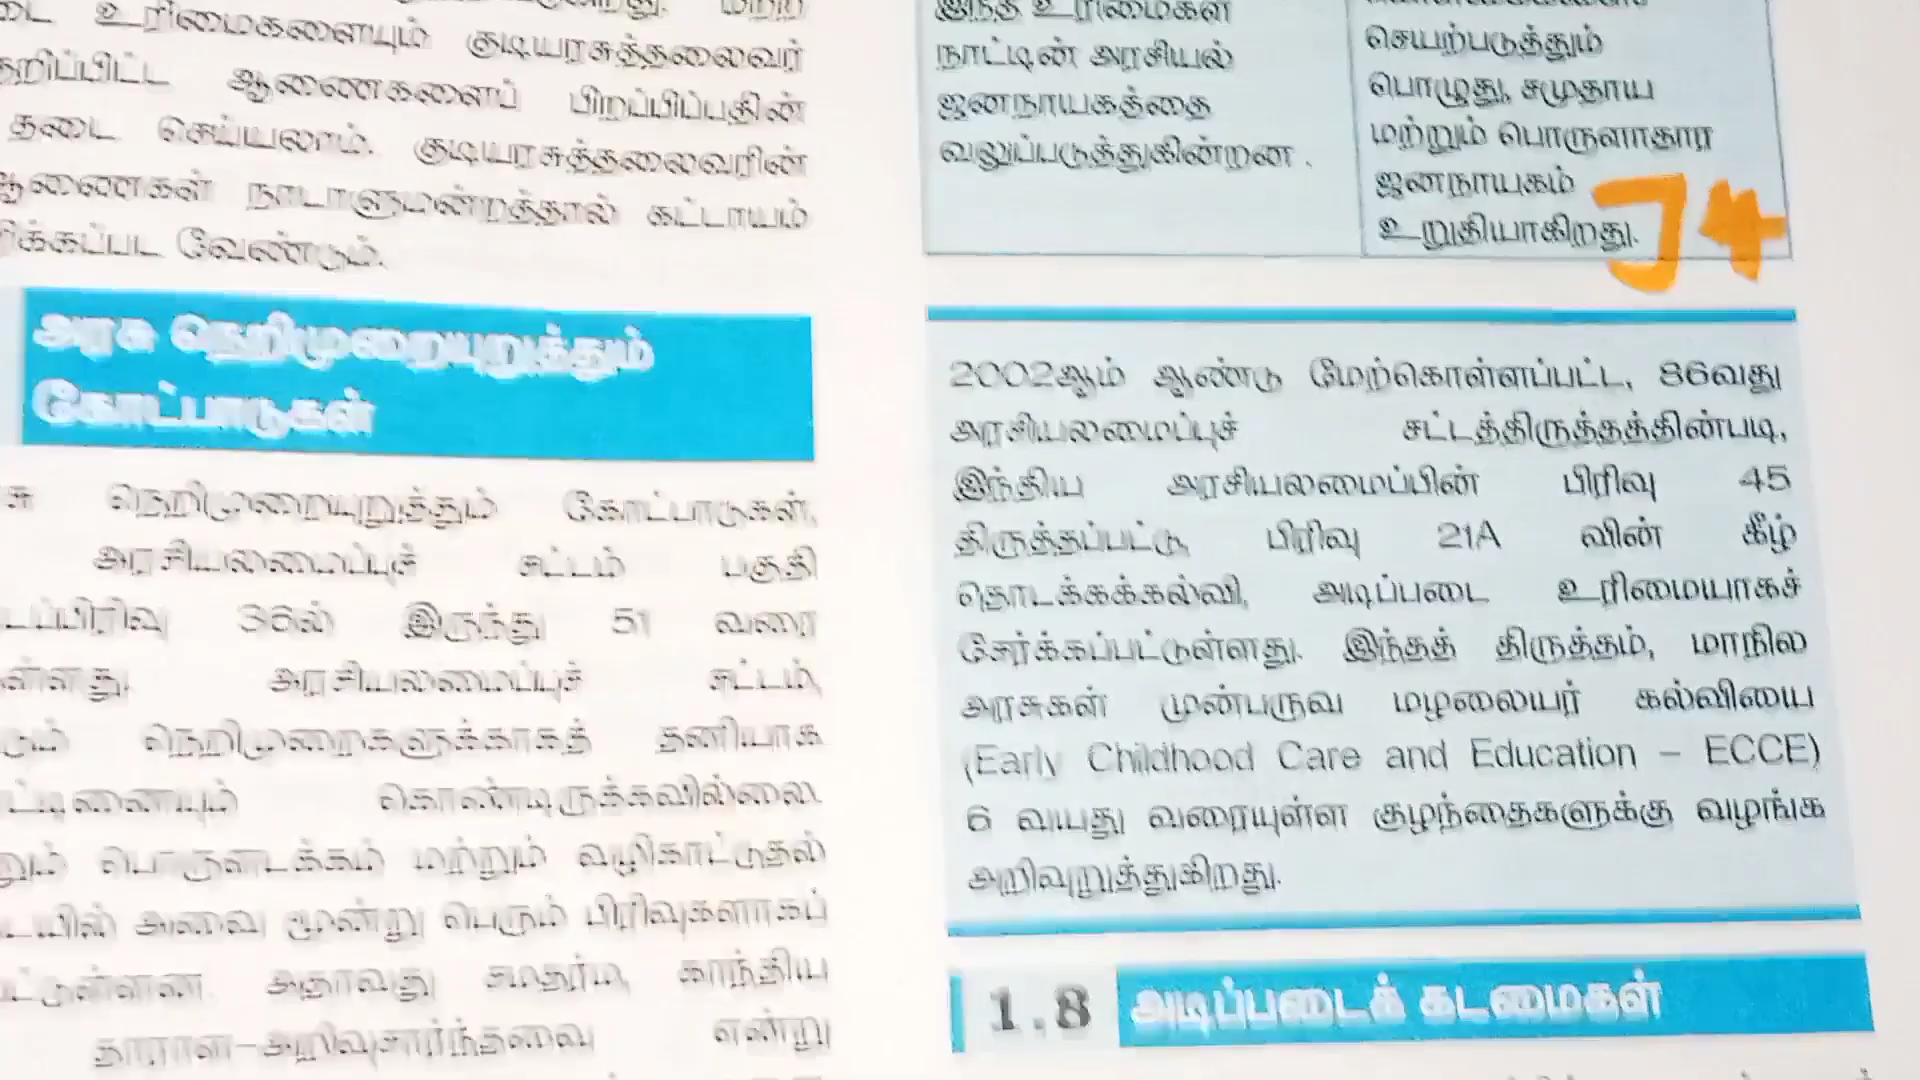 உரிமைகளையும் குடியரசுத்தலைவர்
ஆணைகளைப் பிறப்பிப்பதின்
தடை செய்யலாம். குடியரசுத்தலைவரின்
நாடாளுமன்றத்தால் கட்டாயம்
வேண்டும்.
அரசு நெறிமுறையுறுத்தும்
கோட்பாடுகள்
நெறிமுறையுறுத்தும் கோட்பாடுகள்,
அரசியலமைப்புச் சட்டம் பகுதி
36ல் இருந்து 51 வரை
அரசியலமைப்புச் சட்டம்,
நெறிமுறைகளுக்காகத் தனியாக
கொண்டிருக்கவில்லை.
பொருளடக்கம் மற்றும் வழிகாட்டுதல்
அவை மூன்று பெரும் பிரிவுகளாகப்
அதாவது சமதர்ம, காந்திய
தாராள-அறிவுசார்ந்தவை என்று
இந்த உரிமைகள்
நாட்டின் அரசியல்
ஜனநாயகத்தை
வலுப்படுத்துகின்றன.
செயற்படுத்தும்
பொழுது, சமுதாய
மற்றும் பொருளாதார
ஜனநாயகம்
உறுதியாகிறது.
2002ஆம் ஆண்டு மேற்கொள்ளப்பட்ட, 86வது
அரசியலமைப்புச் சட்டத்திருத்தத்தின்படி,
இந்திய அரசியலமைப்பின் பிரிவு 45
திருத்தப்பட்டு, பிரிவு 21A வின் கீழ்
தொடக்கக்கல்வி, அடிப்படை உரிமையாகச்
சேர்க்கப்பட்டுள்ளது. இந்தத் திருத்தம், மாநில
அரசுகள் முன்பருவ மழலையர் கல்வியை
(Early Childhood Care and Education – ECCE)
6 வயது வரையுள்ள குழந்தைகளுக்கு வழங்க
அறிவுறுத்துகிறது.
1.8 அடிப்படைக் கடமைகள்